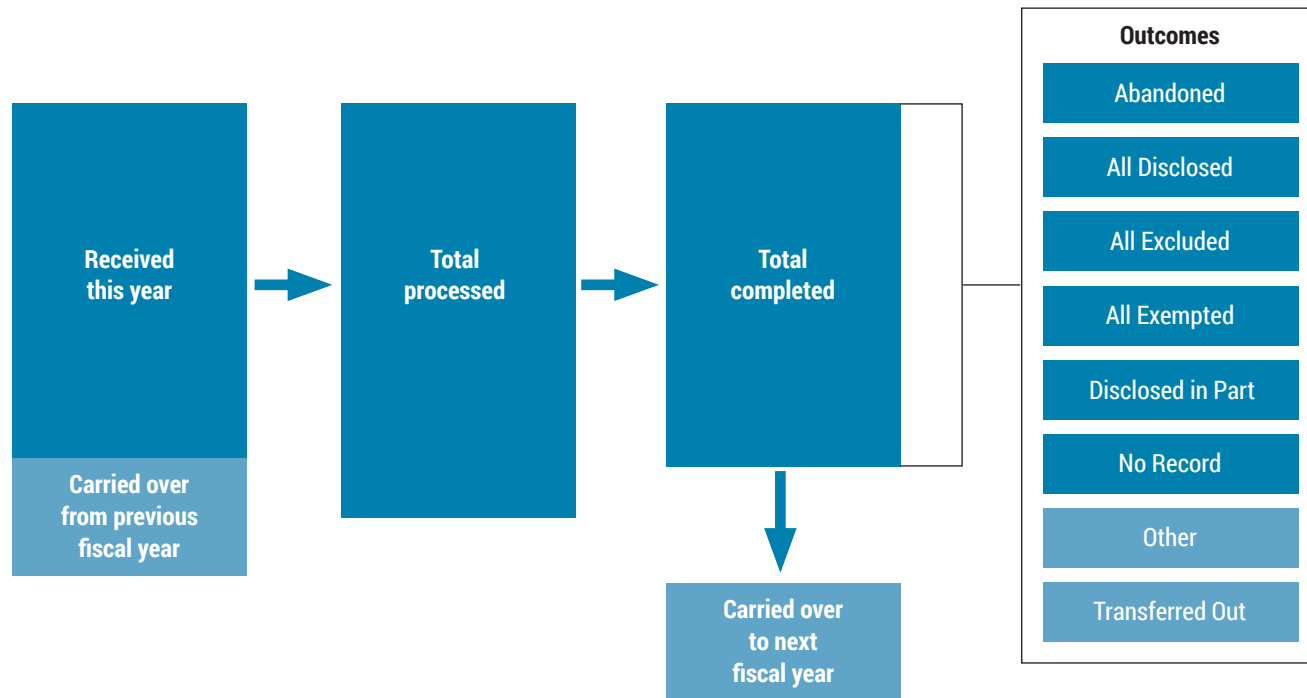 Received
this year
Carried over
from previous
fiscal year
Total
processed
Total
completed
Carried over
to next
fiscal year
Outcomes
Abandoned
All Disclosed
All Excluded
All Exempted
Disclosed in Part
No Record
Other
Transferred Out